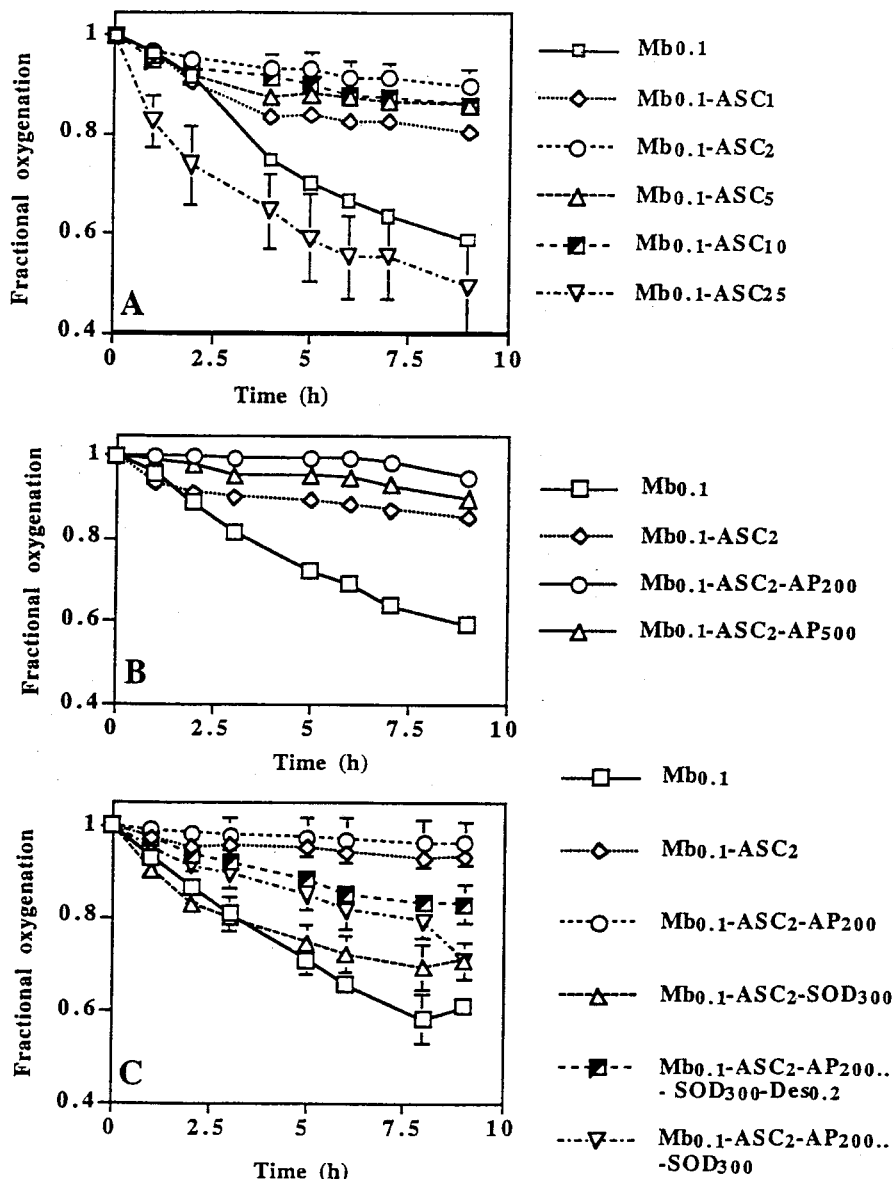 1
0.8
0.6
0.4
Fractional oxygenation
A
0 2.5 5 7.5 10
Time (h)
Mb0.1
Mb0.1-ASC1
Mb0.1-ASC2
Mb0.1-ASC5
Mb0.1-ASC10
Mb0.1-ASC25
1
0.8
0.6
0.4
Fractional oxygenation
B
0 2.5 5 7.5 10
Time (h)
Mb0.1
Mb0.1-ASC2
Mb0.1-ASC2-AP200
Mb0.1-ASC2-AP500
1
0.8
0.6
0.4
Fractional oxygenation
C
0 2.5 5 7.5 10
Time (h)
Mb0.1
Mb0.1-ASC2
Mb0.1-ASC2-AP200
Mb0.1-ASC2-SOD300
Mb0.1-ASC2-AP200..
- SOD300-Des0.2
Mb0.1-ASC2-AP200..
-SOD300